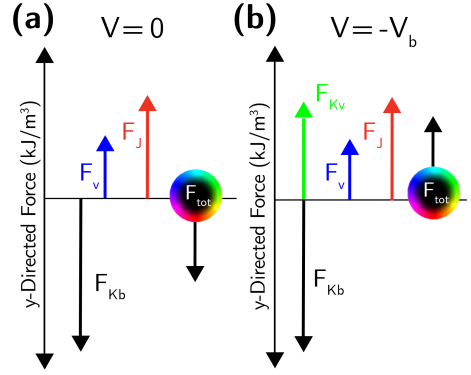 (a) V=0
y-Directed Force (kJ/m³)
F_v
F_J
F_tot
F_Kb
(b) V=-V_b
y-Directed Force (kJ/m³)
F_Kv
F_v
F_J
F_tot
F_Kb